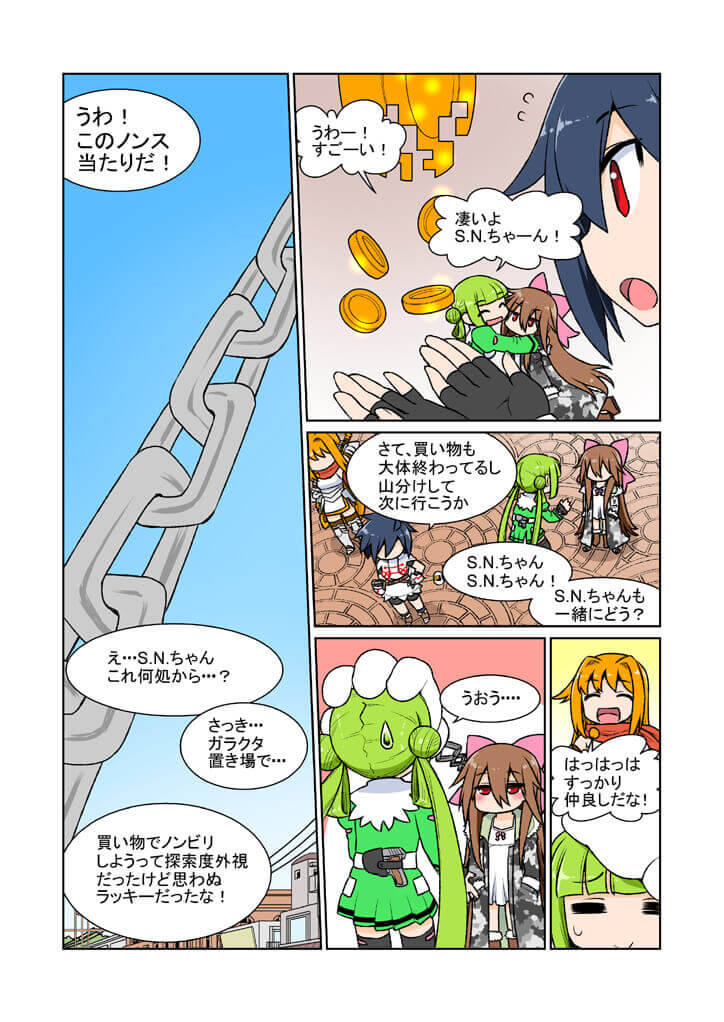 うわー！
すごーい！
凄いよ
S.N.ちゃーん！
さて、買い物も
大体終わってるし
山分けして
次に行こうか
S.N.ちゃん
S.N.ちゃん！
S.N.ちゃんも
一緒にどう？
はっはっは
すっかり
仲良しだな！
うおう‥‥
うわ！
このノンス
当たりだ！
え…S.N.ちゃん
これ何処から…？
さっき…
ガラクタ
置き場で…
買い物でノンビリ
しようって探索度外視
だったけど思わぬ
ラッキーだったな！